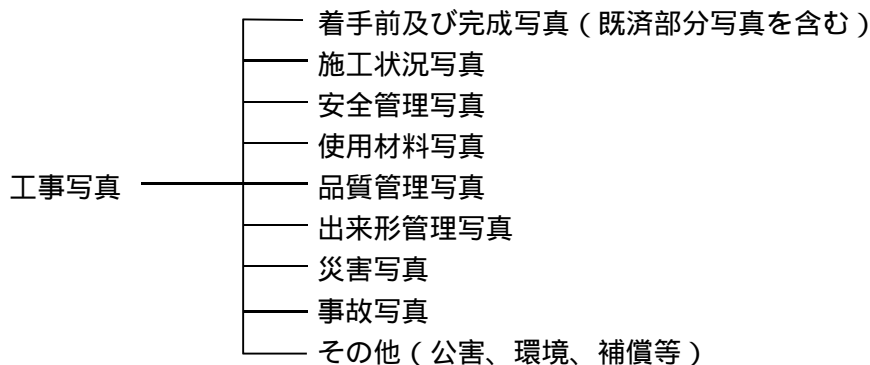 着手前及び完成写真（既済部分写真を含む）
施工状況写真
安全管理写真
使用材料写真
工事写真
品質管理写真
出来形管理写真
災害写真
事故写真
その他（公害、環境、補償等）